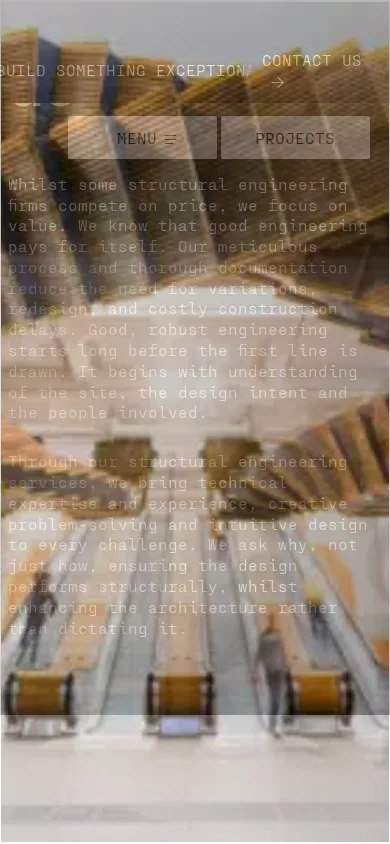 BUILD SOMETHING EXCEPTION
CONTACT US
→
MENU
PROJECTS
Whilst some structural engineering
firms compete on price, we focus on
value. We know that good engineering
pays for itself. Our meticulous
process and thorough documentation
reduce the need for variations,
redesign, and costly construction
delays. Good, robust engineering
starts long before the first line is
drawn. It begins with understanding
of the site, the design intent and
the people involved.
Through our structural engineering
services, we bring technical
expertise and experience, creative
problem-solving and intuitive design
to every challenge. We ask why, not
just how, ensuring the design
performs structurally, whilst
enhancing the architecture rather
than dictating it.